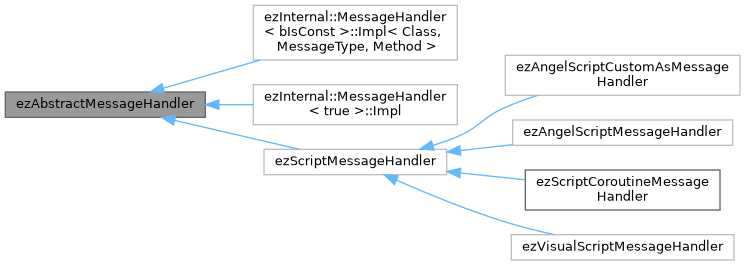 ezInternal::MessageHandler
< bIsConst >::Impl< Class,
MessageType, Method >
ezAbstractMessageHandler
ezInternal::MessageHandler
< true >::Impl
ezScriptMessageHandler
ezAngelScriptCustomAsMessage
Handler
ezAngelScriptMessageHandler
ezScriptCoroutineMessage
Handler
ezVisualScriptMessageHandler